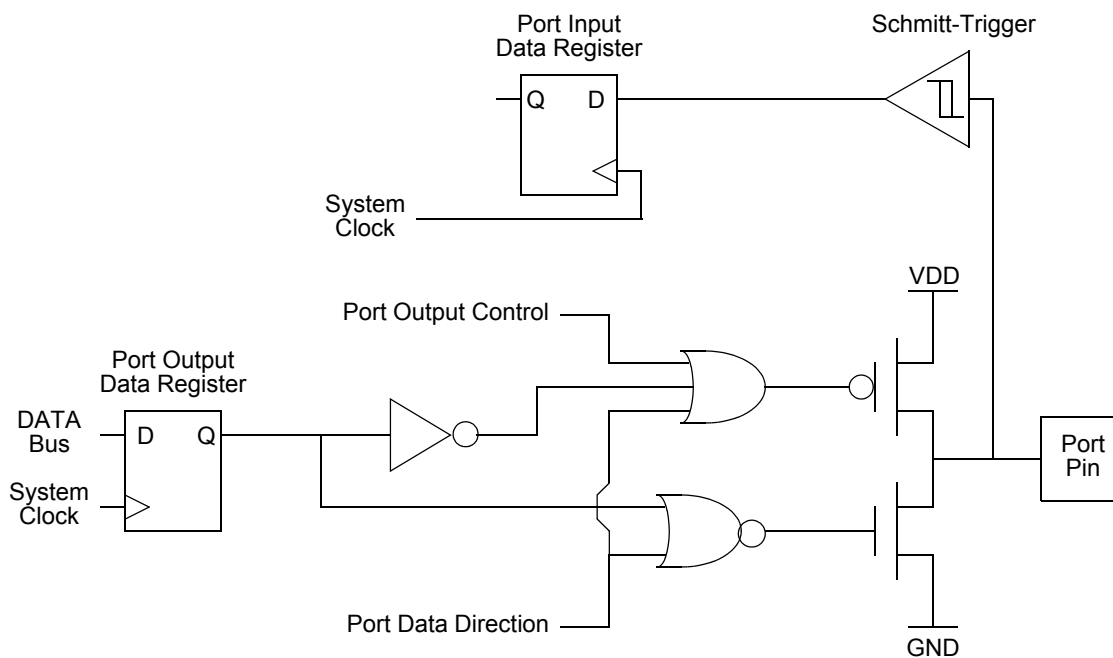 Port Input
Data Register
Schmitt-Trigger
Q D
System
Clock
VDD
Port Output Control
Port Output
Data Register
DATA
Bus
D Q
Port
Pin
System
Clock
Port Data Direction
GND